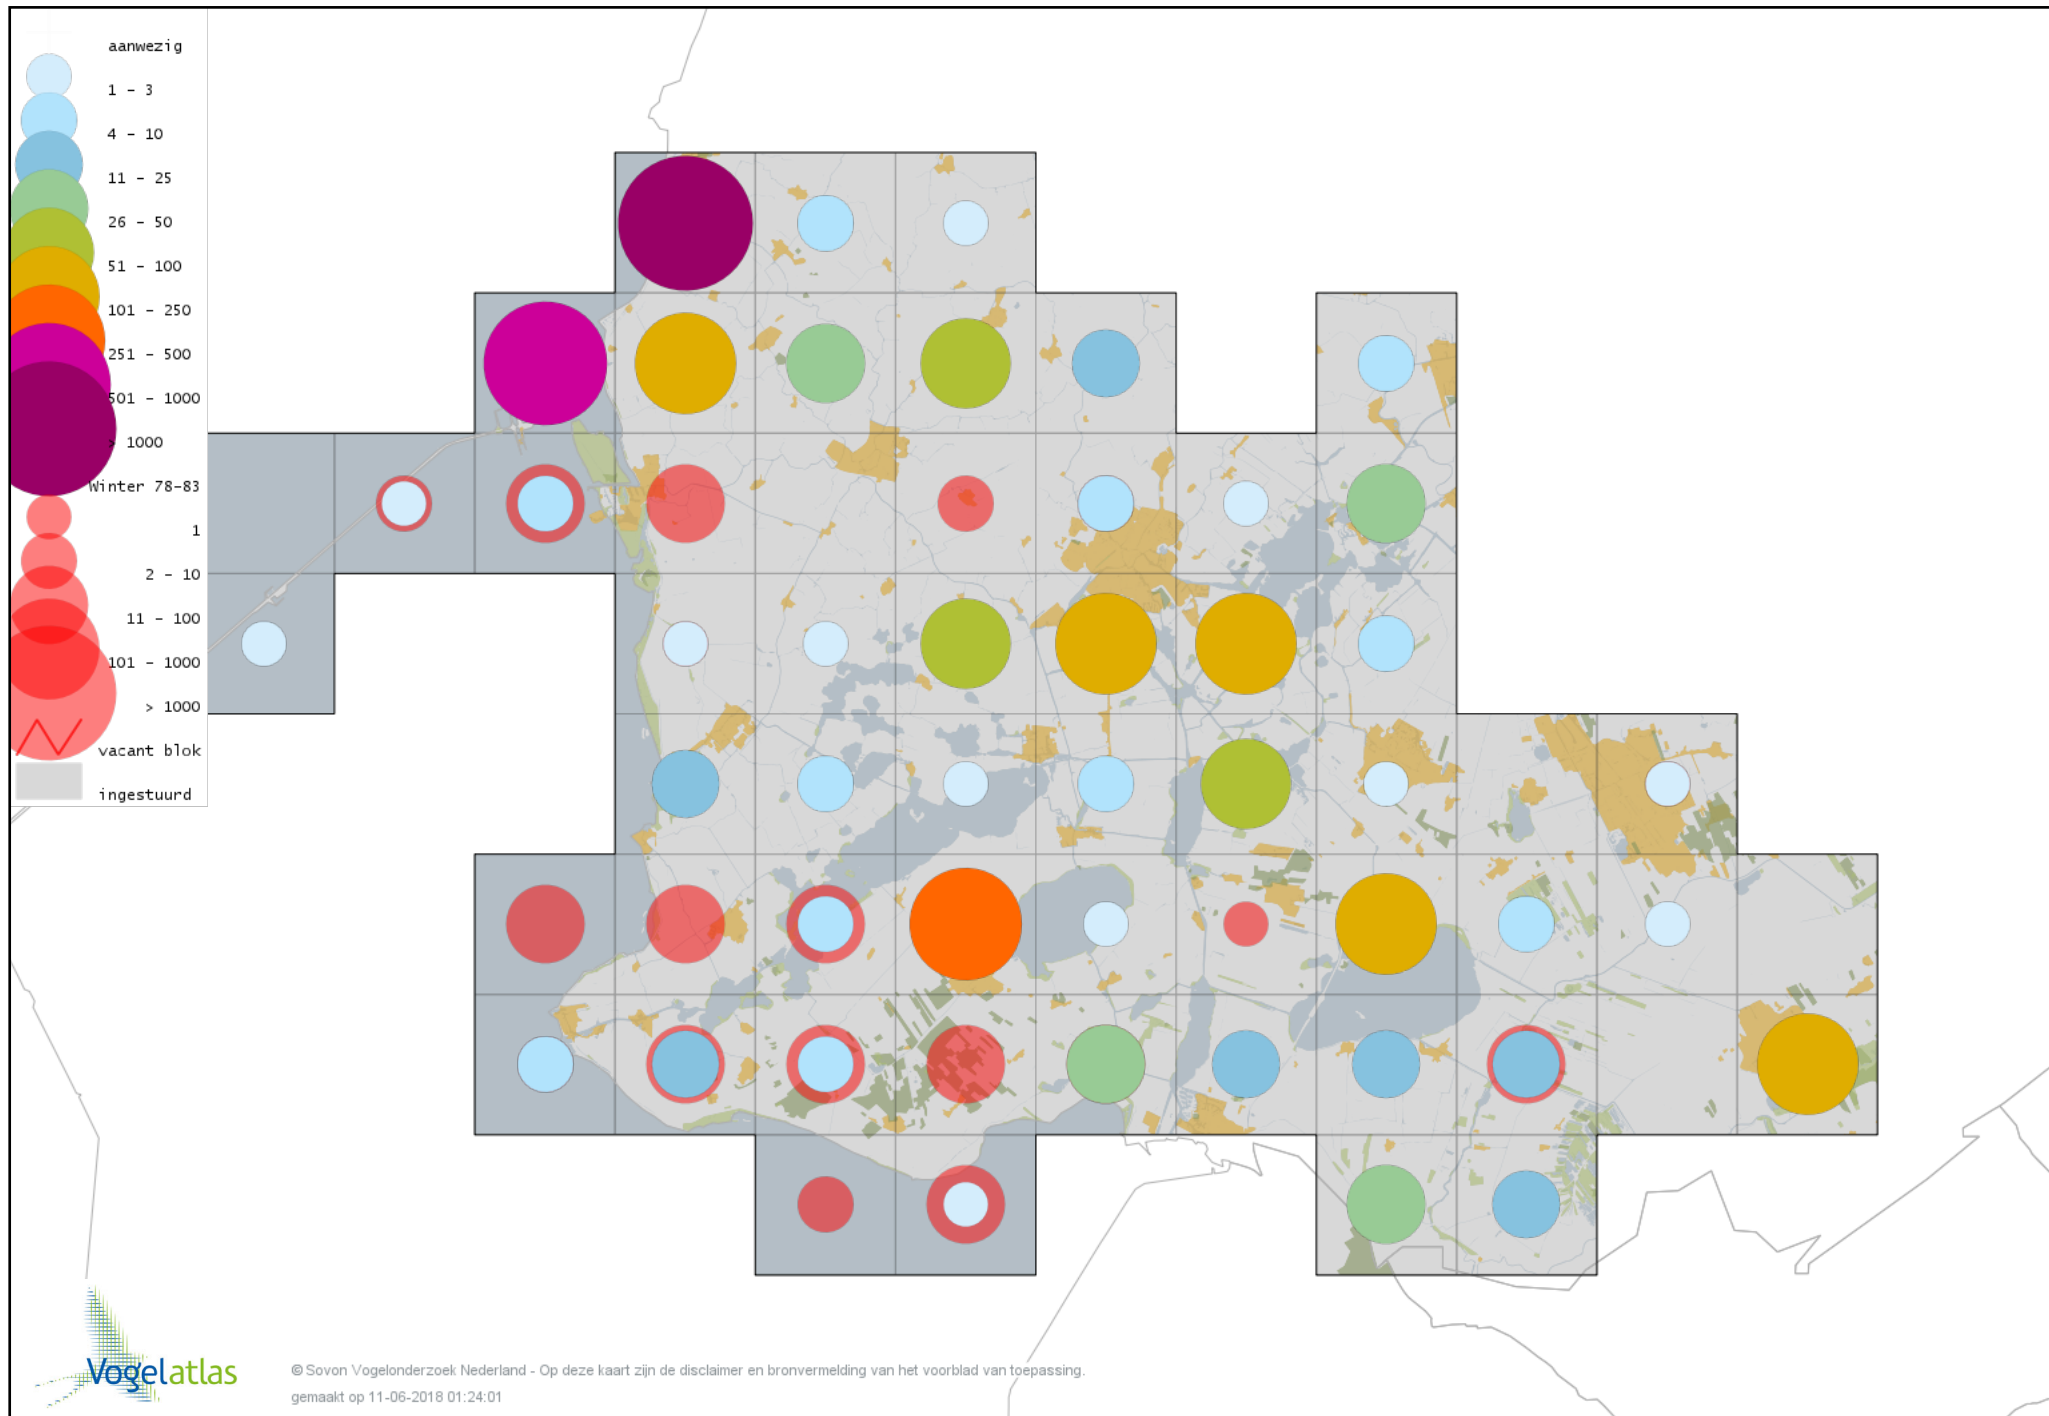 aanwezig
1 - 3
4 - 10
11 - 25
26 - 50
51 - 100
101 - 250
251 - 500
501 - 1000
> 1000
Winter 78-83
1
2 - 10
11 - 100
101 - 1000
> 1000
vacant blok
ingestuurd
Vogelatlas
© Sovon Vogelonderzoek Nederland - Op deze kaart zijn de disclaimer en bronvermelding van het voorblad van toepassing.
gemaakt op 11-06-2018 01:24:01